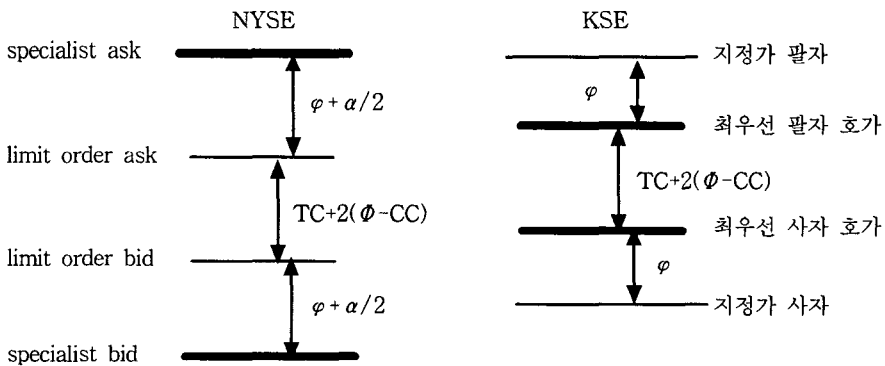 NYSE
specialist ask
φ + α/2
limit order ask
TC+2(Φ-CC)
limit order bid
φ + α/2
specialist bid
KSE
지정가 팔자
φ
최우선 팔자 호가
TC+2(Φ-CC)
최우선 사자 호가
φ
지정가 사자